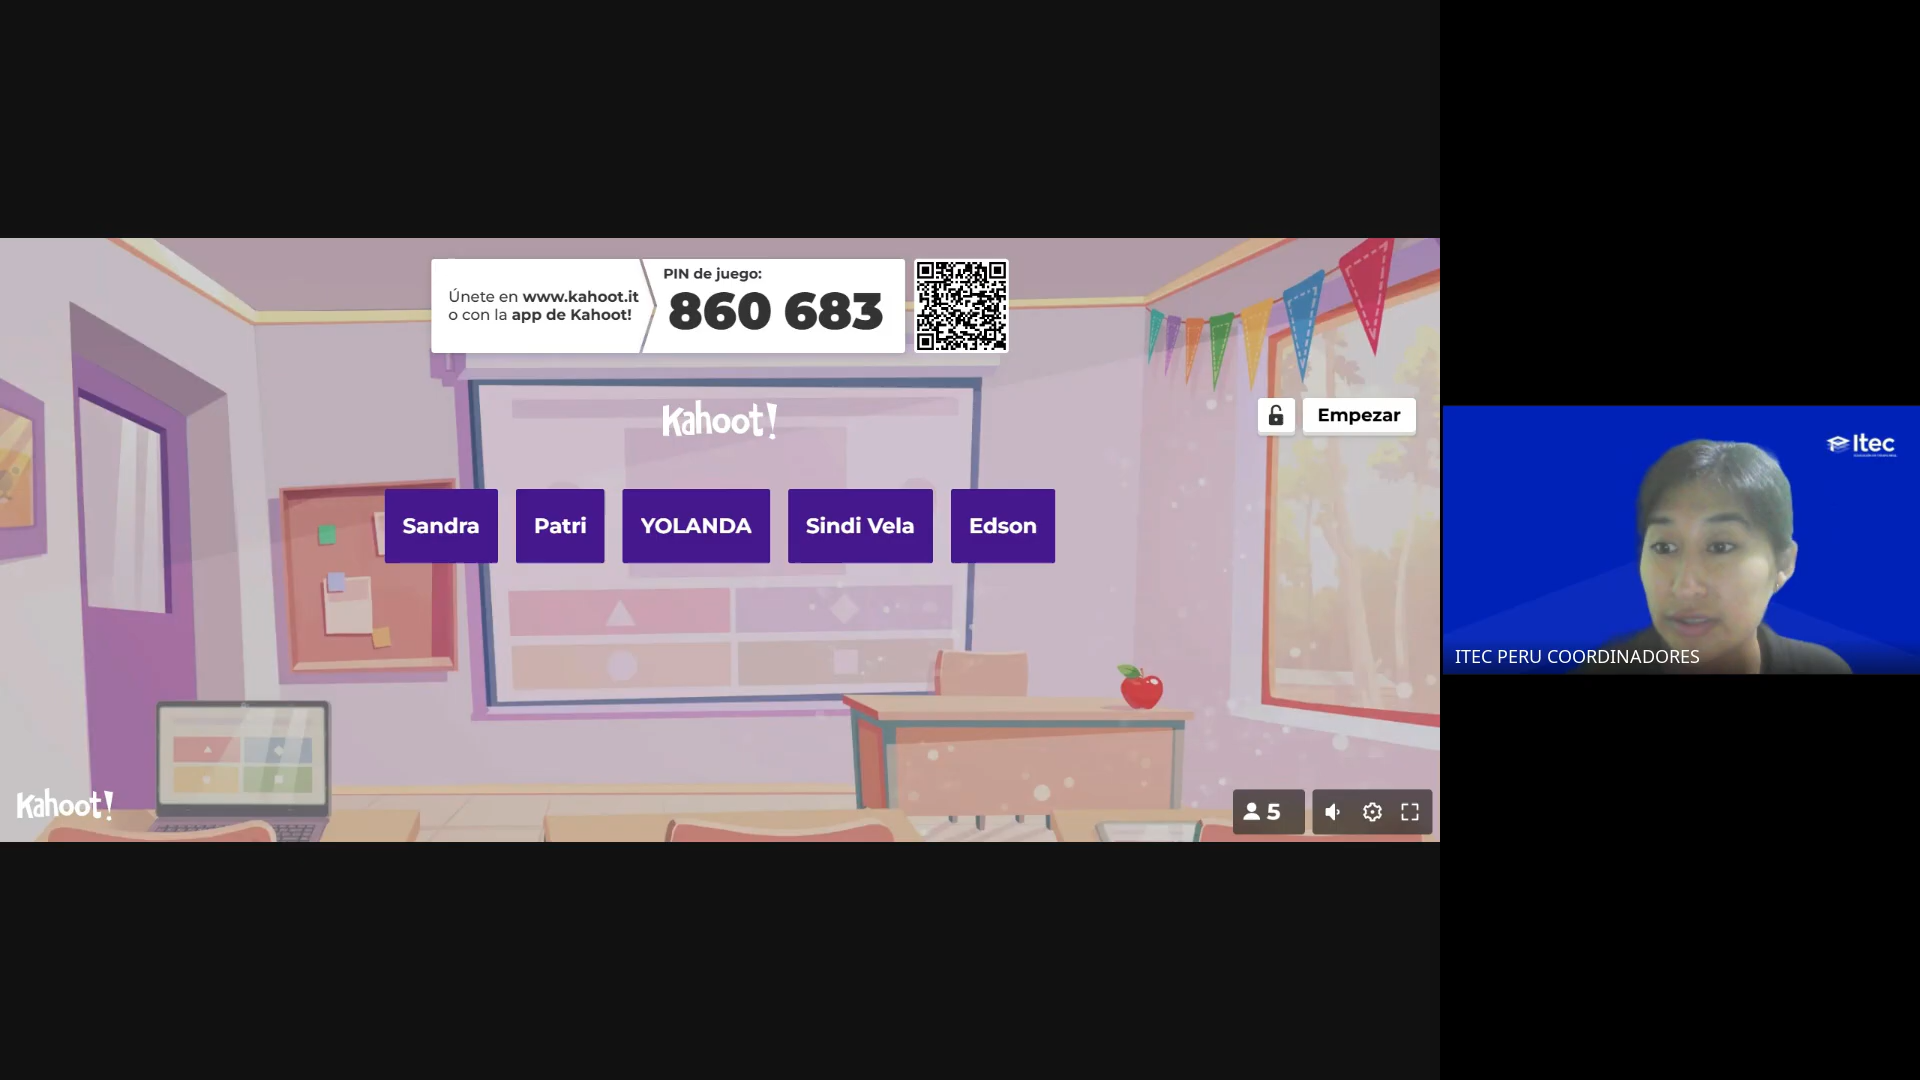 Únete en www.kahoot.it
o con la app de Kahoot!
PIN de juego:
860 683
Kahoot!
Empezar
Sandra
Patri
YOLANDA
Sindi Vela
Edson
Kahoot!
5
Itec
ITEC PERU COORDINADORES